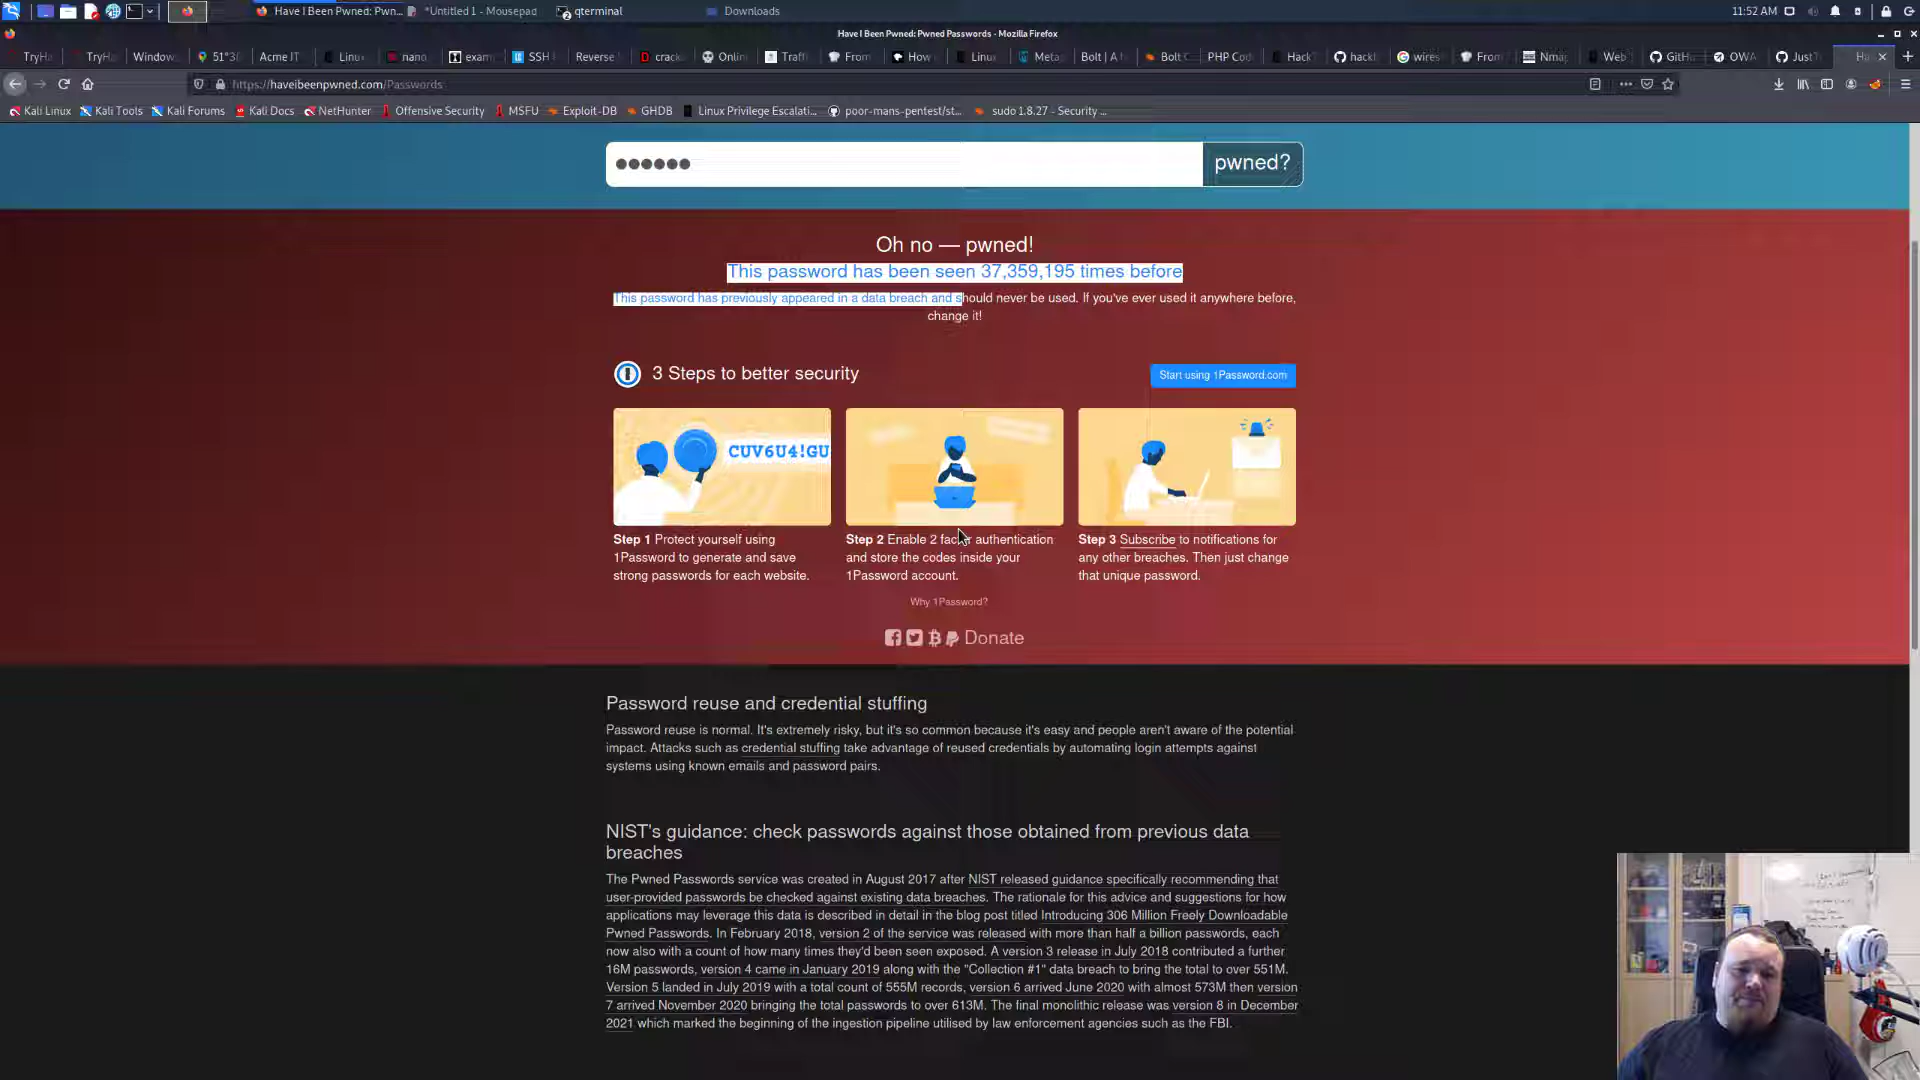 Have I Been Pwned: Pwn...
*Untitled 1 - Mousepad
2
qterminal
Downloads
11:52 AM
Have I Been Pwned: Pwned Passwords - Mozilla Firefox
TryHa
TryHa
Window
51°3
Acme IT
Linu
nano
exam
SSH
Reverse
crack
Onlin
Traff
From
How
Linu
Meta
Bolt | A
Bolt C
PHP Cod
Hack
hackt
wires
From
Nma
Web
GitHu
OWA
Just
Ha
https://haveibeenpwned.com/Passwords
Kali Linux
Kali Tools
Kali Forums
Kali Docs
NetHunter
Offensive Security
MSFU
Exploit-DB
GHDB
Linux Privilege Escalati...
poor-mans-pentest/st...
sudo 1.8.27 - Security ...
pwned?
Oh no — pwned!
This password has been seen 37,359,195 times before
This password has previously appeared in a data breach and should never be used. If you've ever used it anywhere before,
change it!
3 Steps to better security
Start using 1Password.com
CUV6U4!GU
Step 1 Protect yourself using
1Password to generate and save
strong passwords for each website.
Step 2 Enable 2 factor authentication
and store the codes inside your
1Password account.
Step 3 Subscribe to notifications for
any other breaches. Then just change
that unique password.
Why 1Password?
Donate
Password reuse and credential stuffing
Password reuse is normal. It's extremely risky, but it's so common because it's easy and people aren't aware of the potential
impact. Attacks such as credential stuffing take advantage of reused credentials by automating login attempts against
systems using known emails and password pairs.
NIST's guidance: check passwords against those obtained from previous data
breaches
The Pwned Passwords service was created in August 2017 after NIST released guidance specifically recommending that
user-provided passwords be checked against existing data breaches. The rationale for this advice and suggestions for how
applications may leverage this data is described in detail in the blog post titled Introducing 306 Million Freely Downloadable
Pwned Passwords. In February 2018, version 2 of the service was released with more than half a billion passwords, each
now also with a count of how many times they'd been seen exposed. A version 3 release in July 2018 contributed a further
16M passwords, version 4 came in January 2019 along with the "Collection #1" data breach to bring the total to over 551M.
Version 5 landed in July 2019 with a total count of 555M records, version 6 arrived June 2020 with almost 573M then version
7 arrived November 2020 bringing the total passwords to over 613M. The final monolithic release was version 8 in December
2021 which marked the beginning of the ingestion pipeline utilised by law enforcement agencies such as the FBI.